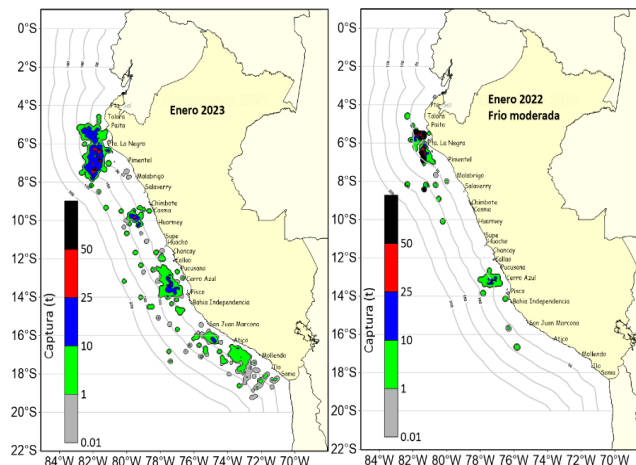 0°S
2°S
4°S
6°S
8°S
10°S
12°S
14°S
16°S
18°S
20°S
22°S
84°W 82°W 80°W 78°W 76°W 74°W 72°W 70°W
Enero 2023
Talara
Paita
Pta. La Negra
Pimentel
Malabrigo
Salaverry
Chimbote
Casma
Huarmey
Supe
Huacho
Chancay
Callao
Pucusana
Cerro Azul
Pisco
Bahia Independencia
San Juan Marcona
Atico
Mollendo
Ilo
Sama
Captura (t)
50
25
10
1
0.01
0°S
2°S
4°S
6°S
8°S
10°S
12°S
14°S
16°S
18°S
20°S
22°S
84°W 82°W 80°W 78°W 76°W 74°W 72°W 70°W
Enero 2022
Frio moderada
Talara
Paita
Pta. La Negra
Pimentel
Malabrigo
Salaverry
Chimbote
Casma
Huarmey
Supe
Huacho
Chancay
Callao
Pucusana
Cerro Azul
Pisco
Bahia Independencia
San Juan Marcona
Atico
Mollendo
Ilo
Sama
Captura (t)
50
25
10
1
0.01